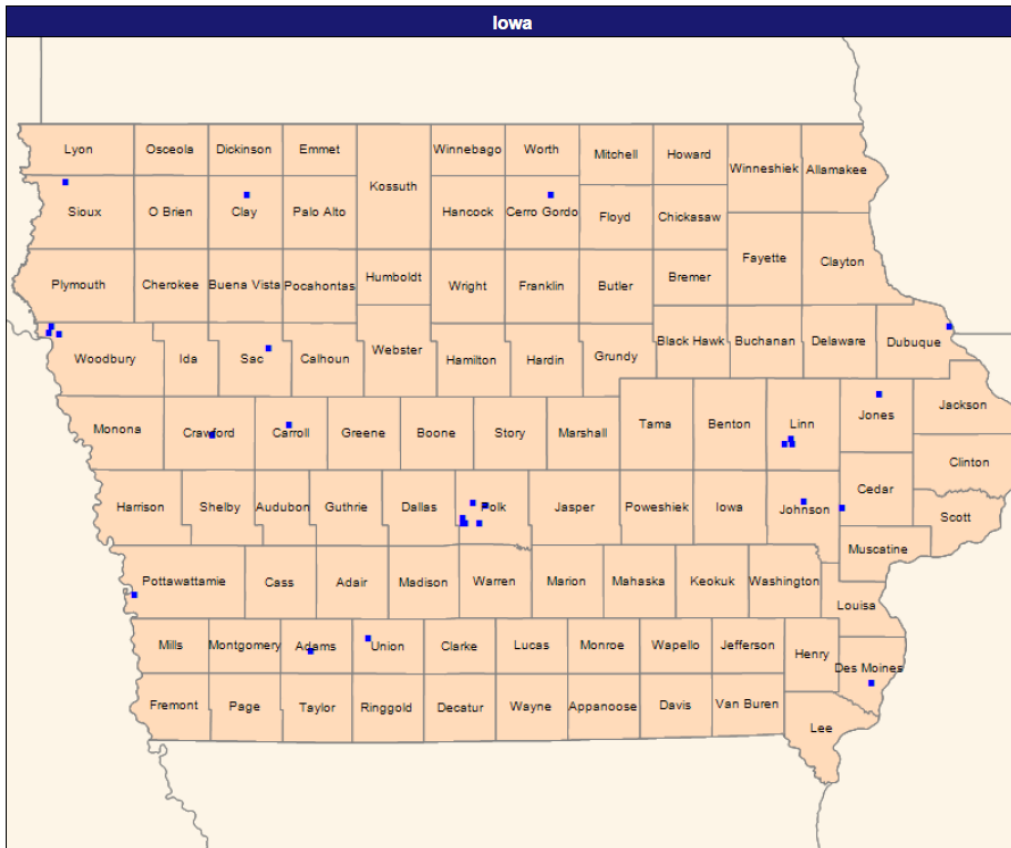 Iowa
Lyon
Osceola
Dickinson
Emmet
Kossuth
Winnebago
Worth
Mitchell
Howard
Winneshiek
Allamakee
Sioux
O Brien
Clay
Palo Alto
Hancock
Cerro Gordo
Floyd
Chickasaw
Fayette
Clayton
Plymouth
Cherokee
Buena Vista
Pocahontas
Humboldt
Wright
Franklin
Butler
Bremer
Woodbury
Ida
Sac
Calhoun
Webster
Hamilton
Hardin
Grundy
Black Hawk
Buchanan
Delaware
Dubuque
Monona
Crawford
Carroll
Greene
Boone
Story
Marshall
Tama
Benton
Linn
Jones
Jackson
Clinton
Harrison
Shelby
Audubon
Guthrie
Dallas
Polk
Jasper
Poweshiek
Iowa
Johnson
Cedar
Scott
Muscatine
Pottawattamie
Cass
Adair
Madison
Warren
Marion
Mahaska
Keokuk
Washington
Louisa
Mills
Montgomery
Adams
Union
Clarke
Lucas
Monroe
Wapello
Jefferson
Henry
Des Moines
Fremont
Page
Taylor
Ringgold
Decatur
Wayne
Appanoose
Davis
Van Buren
Lee